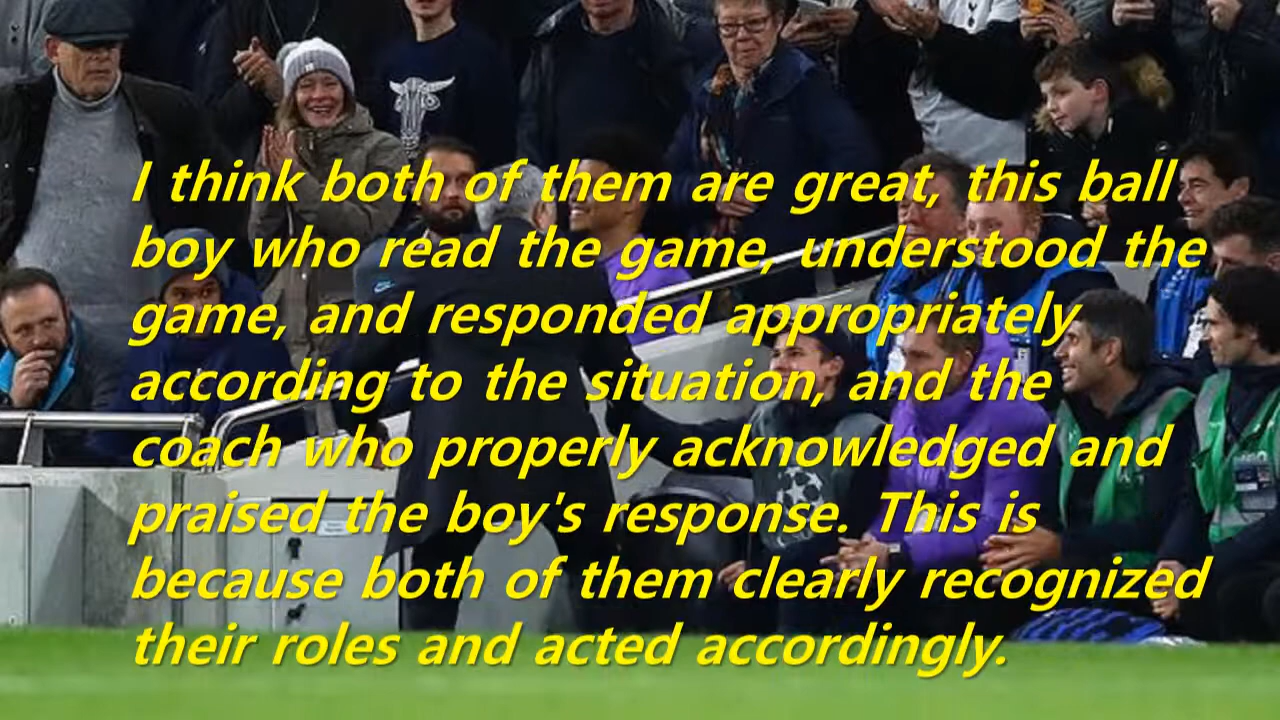 I think both of them are great, this ball
boy who read the game, understood the
game, and responded appropriately
according to the situation, and the
coach who properly acknowledged and
praised the boy's response. This is
because both of them clearly recognized
their roles and acted accordingly.